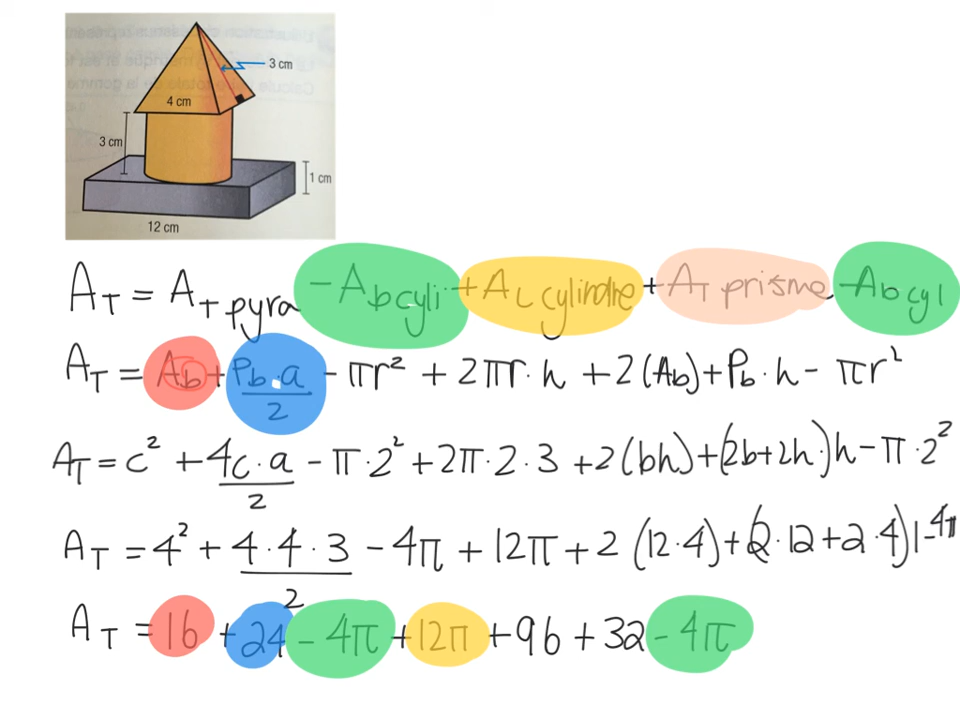 3 cm
4 cm
3 cm
1 cm
12 cm
A_T = A_T pyra - A_b cyli + A_L cylindre + A_T prisme - A_b cyl
A_T = A_b + P_b · a / 2 - πr² + 2πr · h + 2(A_b) + P_b · h - πr²
A_T = c² + 4c · a / 2 - π · 2² + 2π · 2 · 3 + 2(bh) + (2b+2h)h - π · 2²
A_T = 4² + 4 · 4 · 3 / 2 - 4π + 12π + 2(12 · 4) + (2 · 12 + 2 · 4)1 - 4π
A_T = 16 + 24 - 4π + 12π + 96 + 32 - 4π